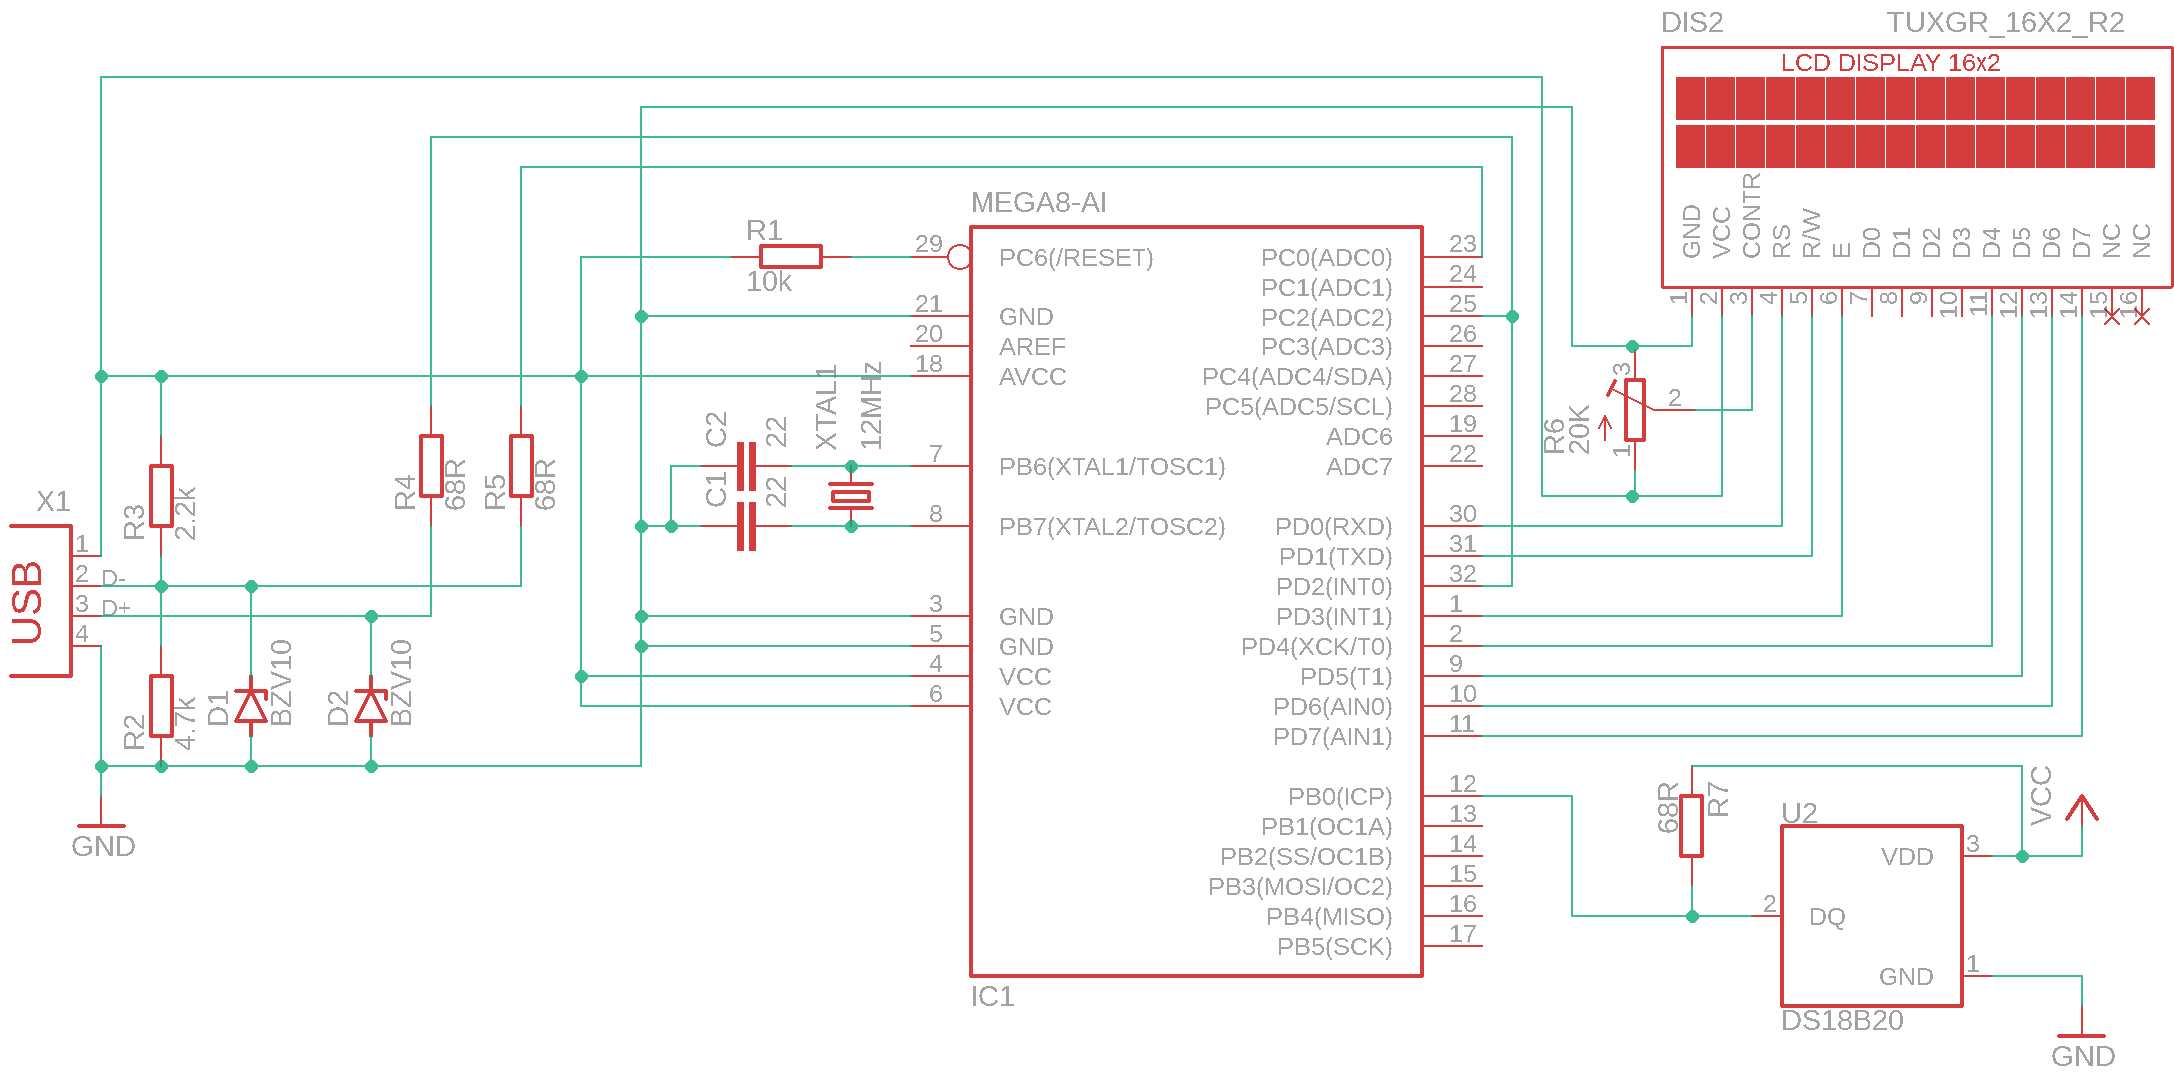 DIS2
TUXGR_16X2_R2
LCD DISPLAY 16x2
GND
VCC
CONTR
RS
R/W
E
D0
D1
D2
D3
D4
D5
D6
D7
NC
NC
1
2
3
4
5
6
7
8
9
10
11
12
13
14
15
16
MEGA8-AI
R1
10k
29
PC6(/RESET)
21
GND
20
AREF
18
AVCC
7
PB6(XTAL1/TOSC1)
8
PB7(XTAL2/TOSC2)
3
GND
5
GND
4
VCC
6
VCC
PC0(ADC0)
23
PC1(ADC1)
24
PC2(ADC2)
25
PC3(ADC3)
26
PC4(ADC4/SDA)
27
PC5(ADC5/SCL)
28
ADC6
19
ADC7
22
PD0(RXD)
30
PD1(TXD)
31
PD2(INT0)
32
PD3(INT1)
1
PD4(XCK/T0)
2
PD5(T1)
9
PD6(AIN0)
10
PD7(AIN1)
11
PB0(ICP)
12
PB1(OC1A)
13
PB2(SS/OC1B)
14
PB3(MOSI/OC2)
15
PB4(MISO)
16
PB5(SCK)
17
IC1
C2
22
C1
22
XTAL1
12MHz
R4
68R
R5
68R
R3
2.2k
X1
USB
1
2
D-
3
D+
4
R2
4.7k
D1
BZV10
D2
BZV10
GND
R6
20K
3
2
1
68R
R7
U2
VDD
3
DQ
2
GND
1
DS18B20
VCC
GND